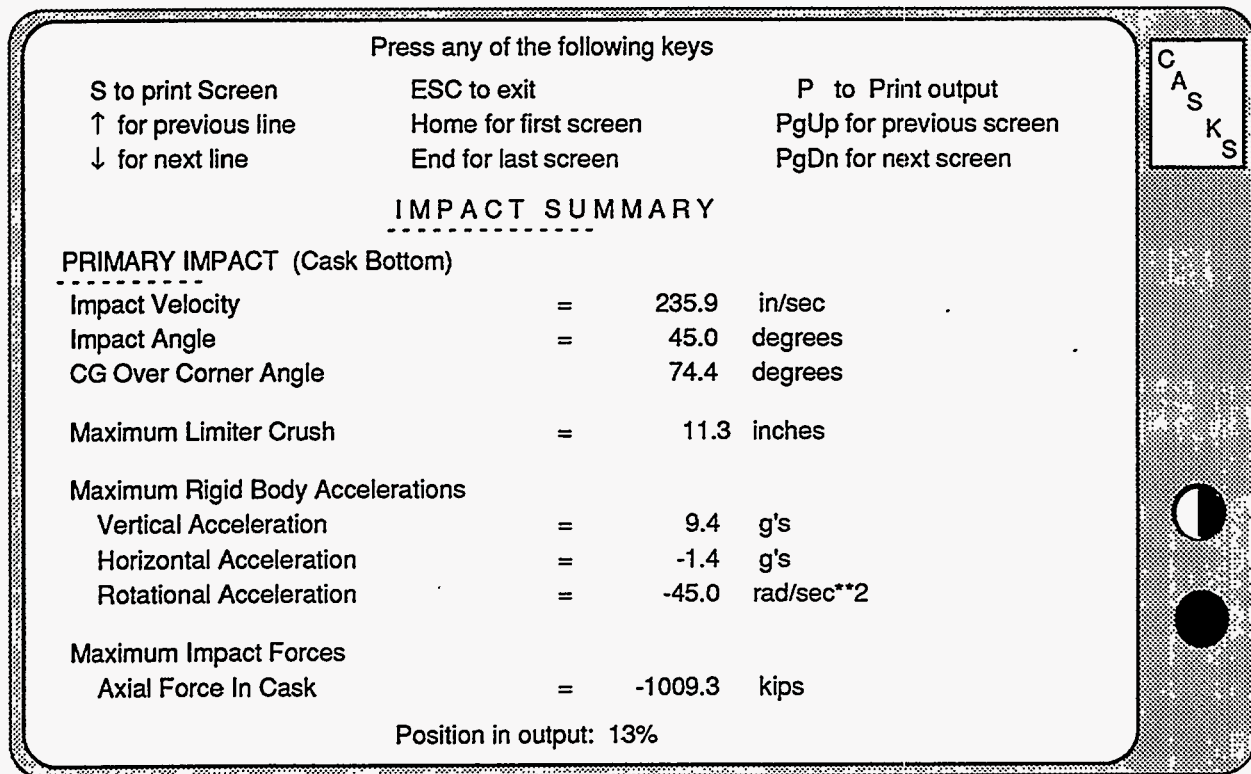 Press any of the following keys
S to print Screen ESC to exit P to Print output
↑ for previous line Home for first screen PgUp for previous screen
↓ for next line End for last screen PgDn for next screen
IMPACT SUMMARY
PRIMARY IMPACT (Cask Bottom)
Impact Velocity = 235.9 in/sec
Impact Angle = 45.0 degrees
CG Over Corner Angle 74.4 degrees
Maximum Limiter Crush = 11.3 inches
Maximum Rigid Body Accelerations
Vertical Acceleration = 9.4 g's
Horizontal Acceleration = -1.4 g's
Rotational Acceleration = -45.0 rad/sec**2
Maximum Impact Forces
Axial Force In Cask = -1009.3 kips
Position in output: 13%
CASKS